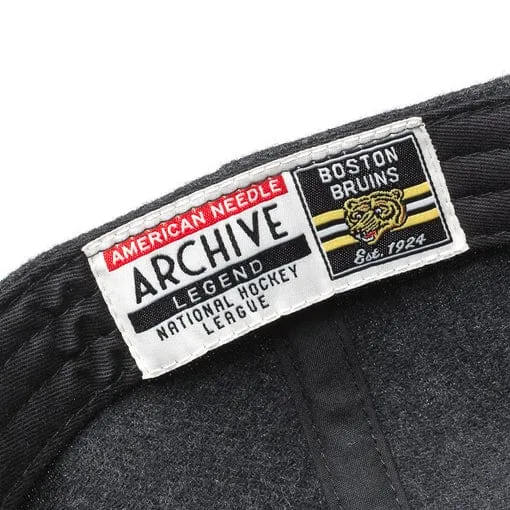 AMERICAN NEEDLE
ARCHIVE
LEGEND
NATIONAL HOCKEY
LEAGUE
BOSTON
BRUINS
Est. 1924